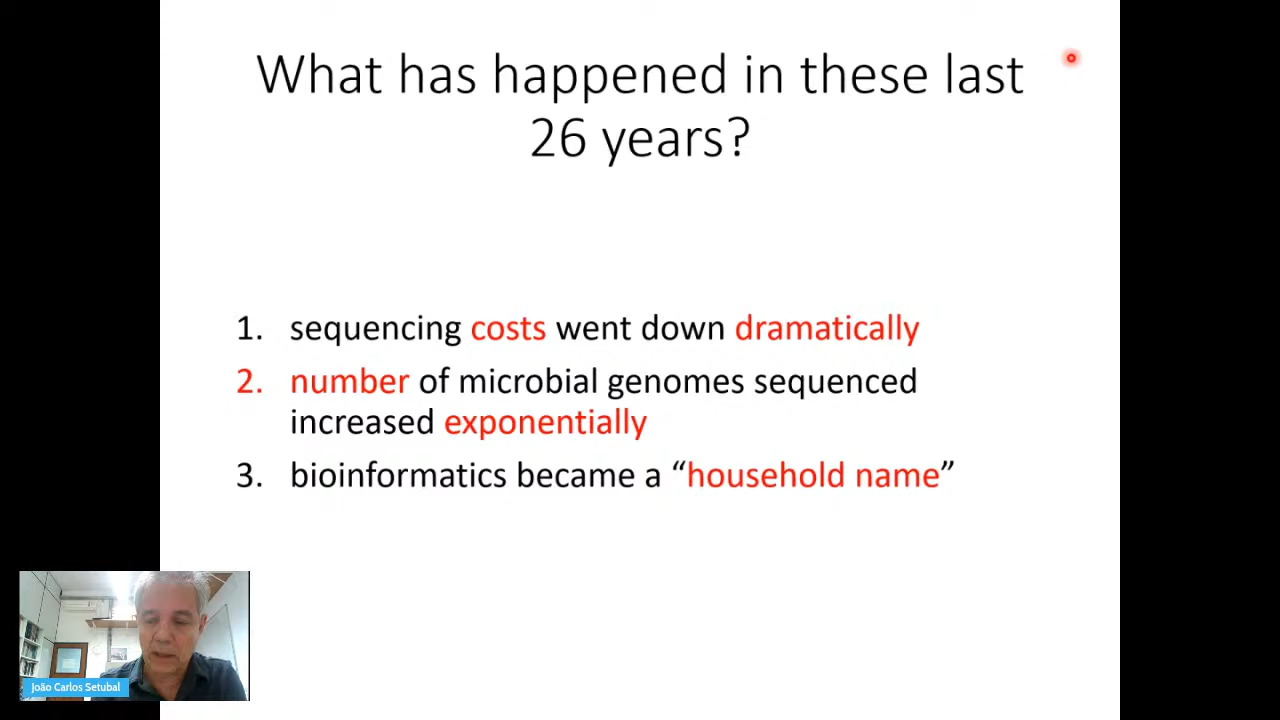 What has happened in these last
26 years?
1. sequencing costs went down dramatically
2. number of microbial genomes sequenced
increased exponentially
3. bioinformatics became a “household name”
João Carlos Setubal